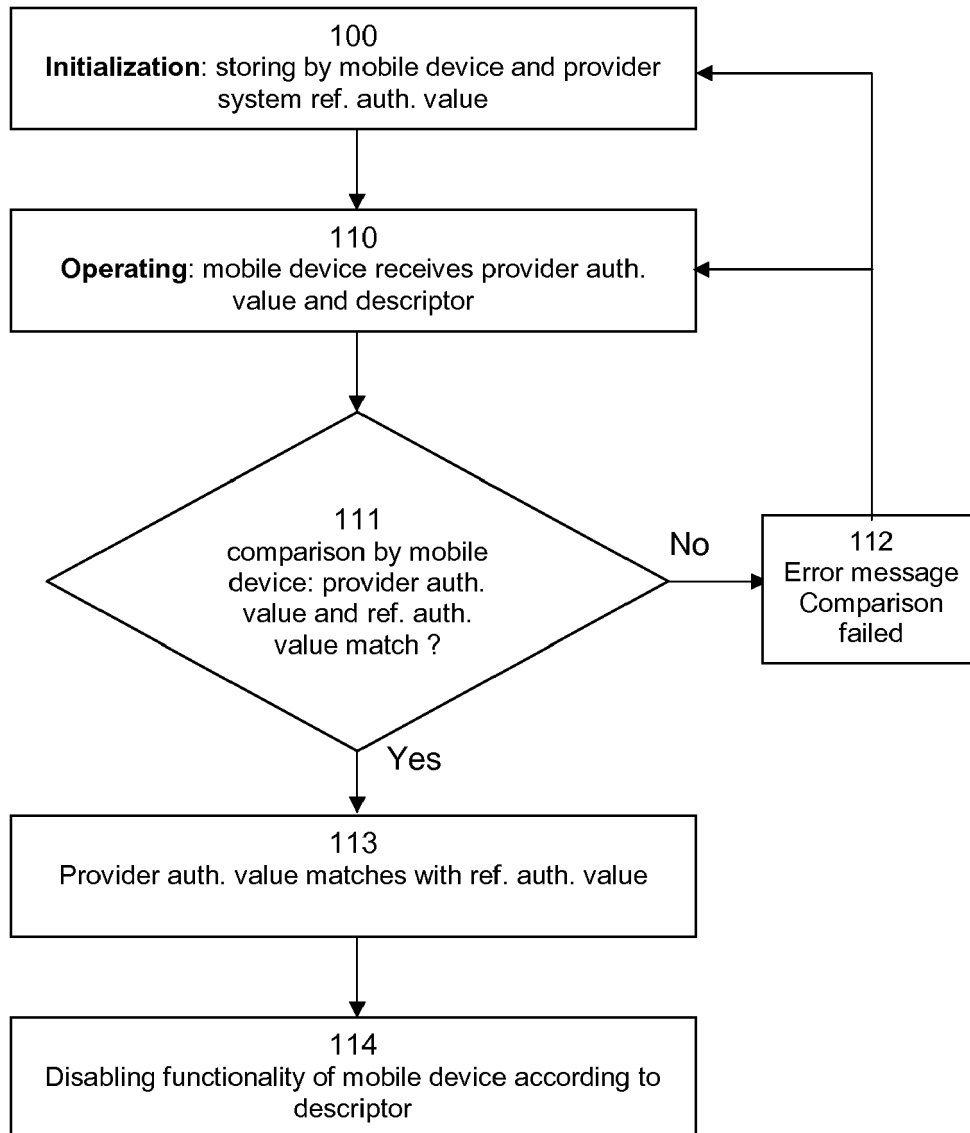 100
Initialization: storing by mobile device and provider
system ref. auth. value
110
Operating: mobile device receives provider auth.
value and descriptor
111
comparison by mobile
device: provider auth.
value and ref. auth.
value match ?
No
112
Error message
Comparison
failed
Yes
113
Provider auth. value matches with ref. auth. value
114
Disabling functionality of mobile device according to
descriptor